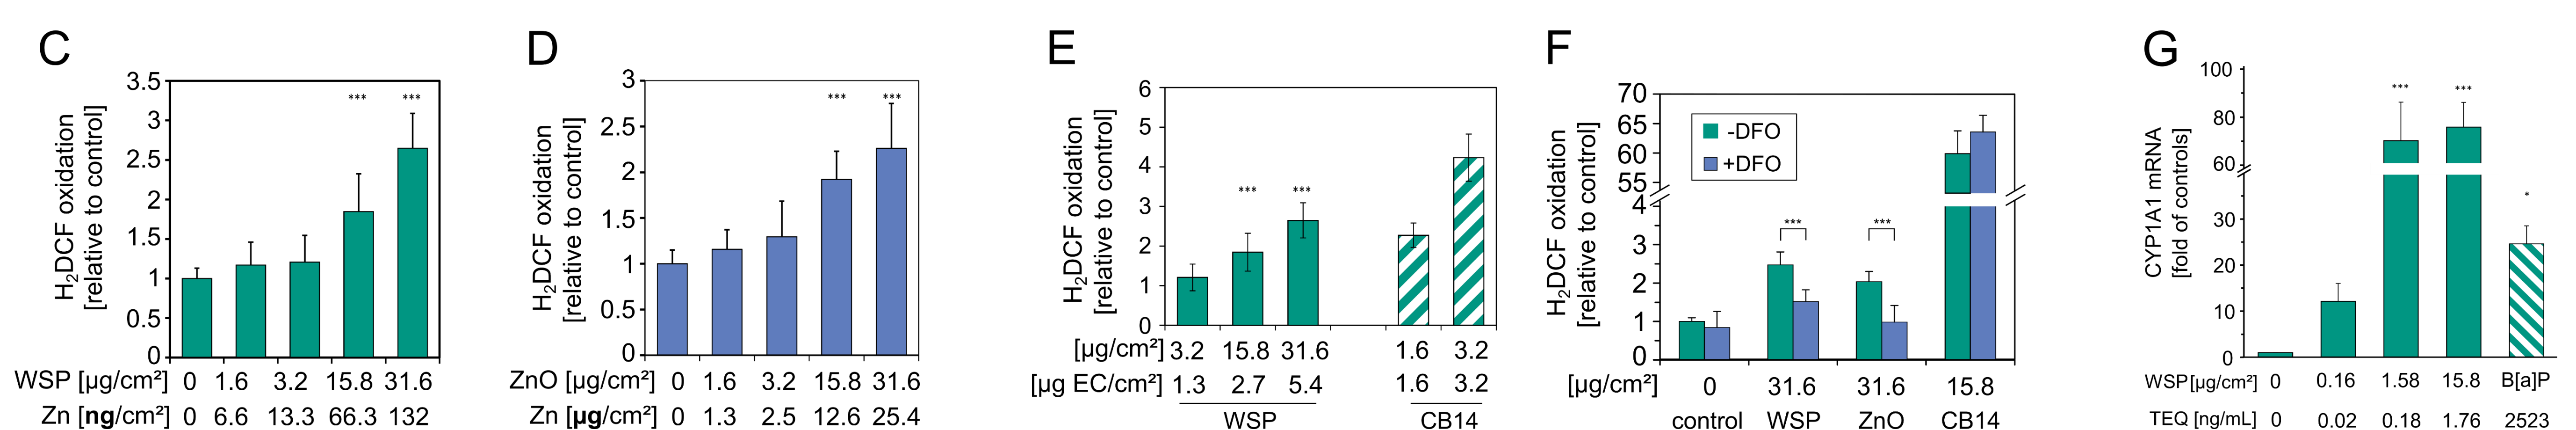 C
H₂DCF oxidation
[relative to control]
3.5
3
2.5
2
1.5
1
0.5
0
*** ***
WSP [µg/cm²] 0 1.6 3.2 15.8 31.6
Zn [ng/cm²] 0 6.6 13.3 66.3 132
D
H₂DCF oxidation
[relative to control]
3
2.5
2
1.5
1
0.5
0
*** ***
ZnO [µg/cm²] 0 1.6 3.2 15.8 31.6
Zn [µg/cm²] 0 1.3 2.5 12.6 25.4
E
H₂DCF oxidation
[relative to control]
6
5
4
3
2
1
0
*** ***
[µg/cm²] 3.2 15.8 31.6 1.6 3.2
[µg EC/cm²] 1.3 2.7 5.4 1.6 3.2
WSP CB14
F
H₂DCF oxidation
[relative to control]
70
65
60
55
4
3
2
1
0
-DFO
+DFO
*** ***
[µg/cm²] 0 31.6 31.6 15.8
control WSP ZnO CB14
G
CYP1A1 mRNA
[fold of controls]
100
80
60
30
20
10
0
*** ***
*
WSP[µg/cm²] 0 0.16 1.58 15.8 B[a]P
TEQ [ng/mL] 0 0.02 0.18 1.76 2523